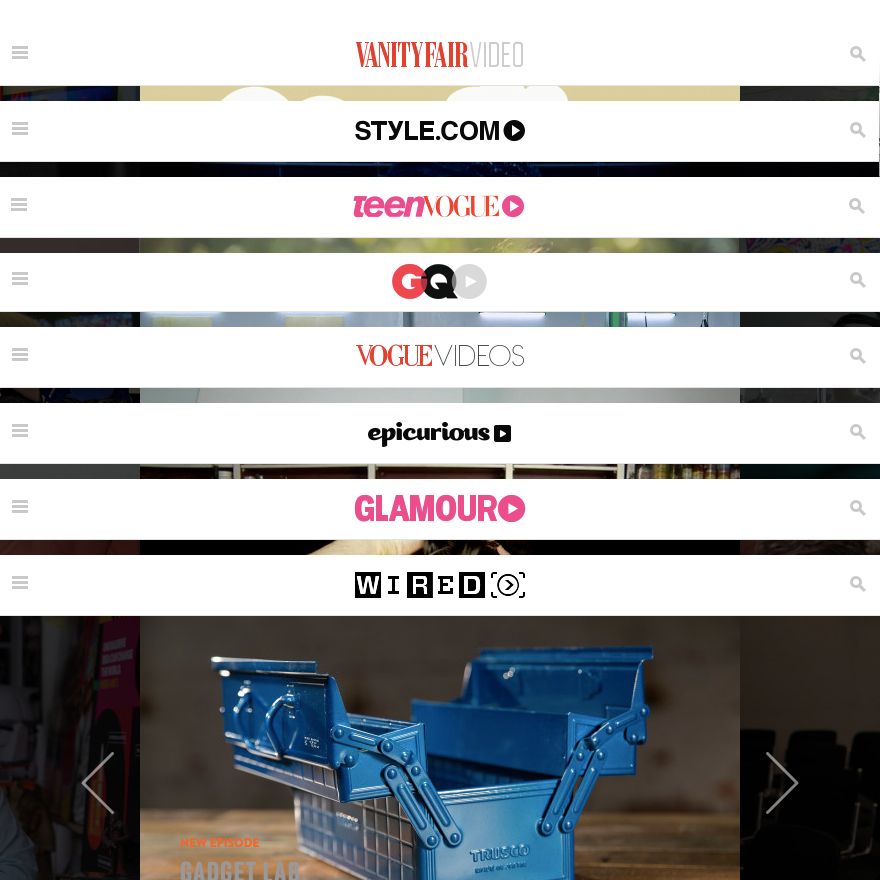 VANITY FAIR VIDEO
STYLE.COM
teenVOGUE
GQ
VOGUE VIDEOS
epicurious
GLAMOUR
WIRED
TRUSCO
NEW EPISODE
GADGET LAB